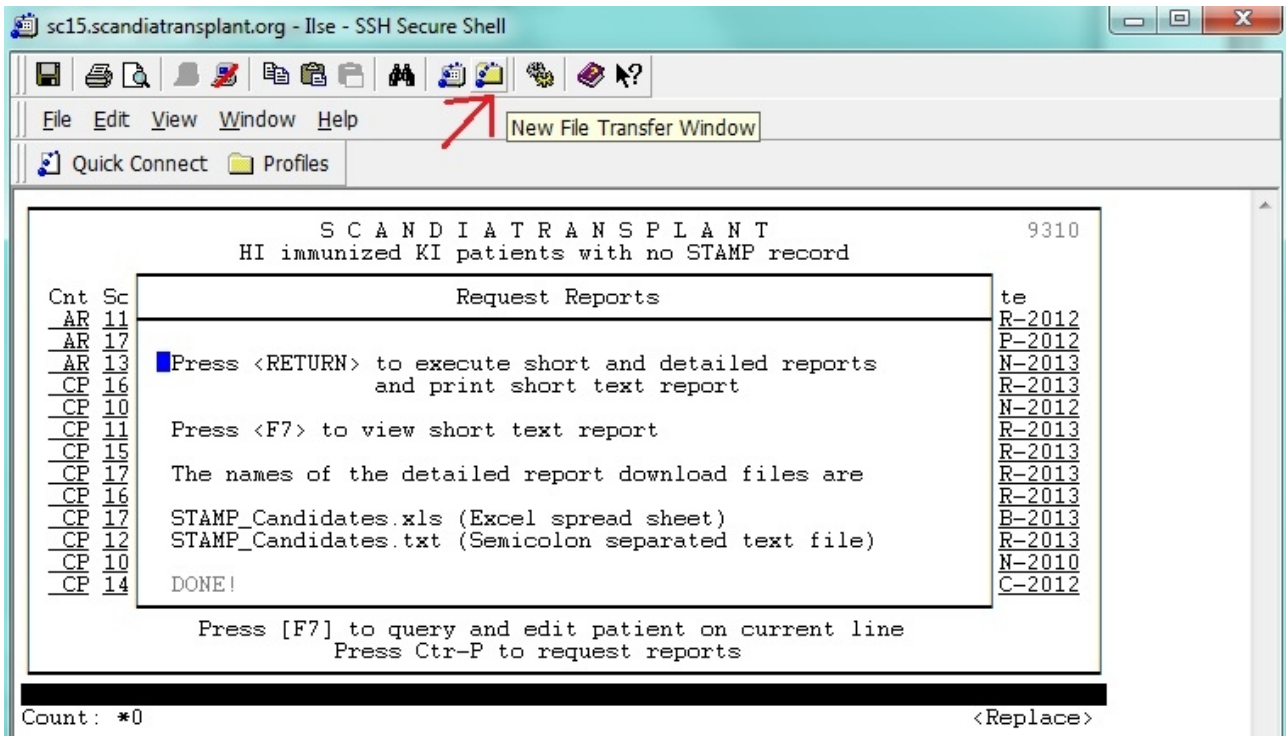 sc15.scandiatransplant.org - Ilse - SSH Secure Shell
File Edit View Window Help
New File Transfer Window
Quick Connect Profiles
S C A N D I A T R A N S P L A N T 9310
HI immunized KI patients with no STAMP record
Cnt Sc Request Reports te
AR 11 R-2012
AR 17 P-2012
AR 13 Press <RETURN> to execute short and detailed reports N-2013
CP 16 and print short text report R-2013
CP 10 N-2012
CP 11 Press <F7> to view short text report R-2013
CP 15 R-2013
CP 17 The names of the detailed report download files are R-2013
CP 16 R-2013
CP 17 STAMP_Candidates.xls (Excel spread sheet) B-2013
CP 12 STAMP_Candidates.txt (Semicolon separated text file) R-2013
CP 10 N-2010
CP 14 DONE! C-2012
Press [F7] to query and edit patient on current line
Press Ctr-P to request reports
Count: *0 <Replace>